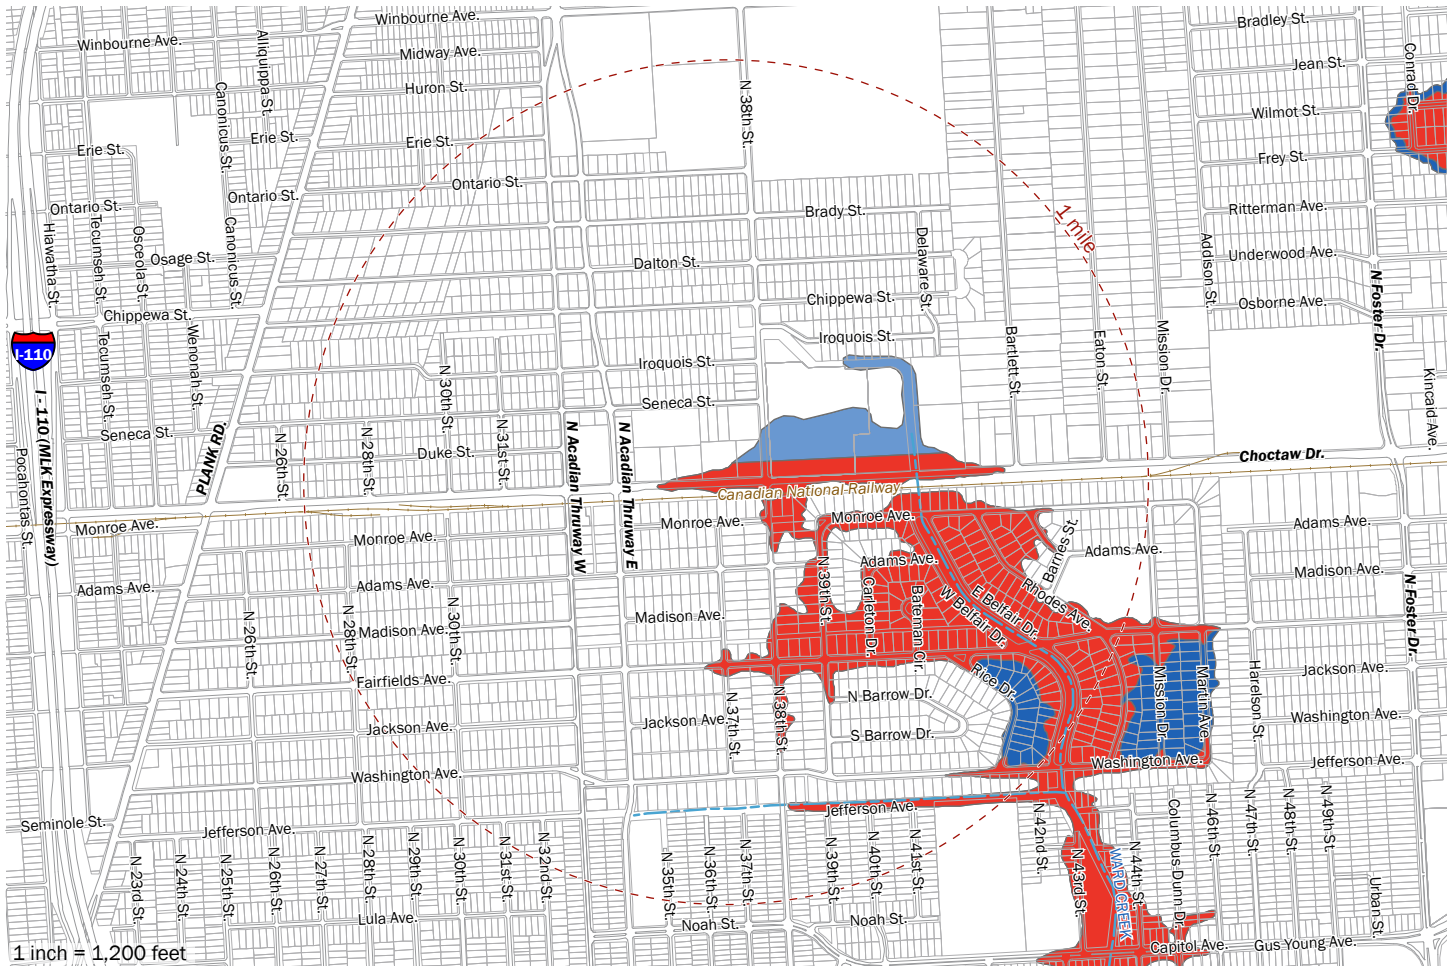 Winbourne Ave.
Bradley St.
Winbourne Ave.
Aliquippa St.
Midway Ave.
Conrad Dr.
Jean St.
Huron St.
N 38th St.
Canonicus St.
Wilmot St.
Erie St.
Erie St.
Erie St.
Frey St.
Ontario St.
Ontario St.
Ontario St.
Brady St.
Ritterman Ave.
1 mile
Hiawatha St.
Tecumseh St.
Osceola St.
Canonicus St.
Delaware St.
Addison St.
Underwood Ave.
Osage St.
Dalton St.
N Foster Dr.
Chippewa St.
Osborne Ave.
Chippewa St.
Iroquois St.
I-110
Tecumseh St.
Wenonah St.
Bartlett St.
Eaton St.
Mission Dr.
Iroquois St.
N 30th St.
Kincaid Ave.
Seneca St.
I - 110 (MLK Expressway)
Seneca St.
PLANK RD.
N 26th St.
N 28th St.
Duke St.
N 31st St.
N Acadian Thruway W
N Acadian Thruway E
Choctaw Dr.
Pocahontas St.
Canadian National Railway
Monroe Ave.
Monroe Ave.
Monroe Ave.
Monroe Ave.
Barnes St.
Adams Ave.
Adams Ave.
Adams Ave.
Adams Ave.
Adams Ave.
Madison Ave.
N 39th St.
Carleton Dr.
Bateman Cir.
W Belfair Dr.
E Belfair Dr.
Rhodes Ave.
N Foster Dr.
N 26th St.
N 28th St.
Madison Ave.
N 30th St.
Madison Ave.
Fairfields Ave.
Rice Dr.
Mission Dr.
Martin Ave.
Harelson St.
Jackson Ave.
N 37th St.
N 38th St.
N Barrow Dr.
Jackson Ave.
Jackson Ave.
S Barrow Dr.
Washington Ave.
Washington Ave.
Washington Ave.
Jefferson Ave.
Jefferson Ave.
Seminole St.
Jefferson Ave.
N 23rd St.
N 24th St.
N 25th St.
N 26th St.
N 27th St.
N 28th St.
N 29th St.
N 30th St.
N 31st St.
N 32nd St.
N 35th St.
N 36th St.
N 37th St.
N 39th St.
N 40th St.
N 41st St.
N 42nd St.
N 43rd St.
WARD CREEK
N 44th St.
Columbus Dunn Dr.
N 46th St.
N 47th St.
N 48th St.
N 49th St.
Urban St.
Lula Ave.
Noah St.
Noah St.
Capitol Ave.
Gus Young Ave.
1 inch = 1,200 feet